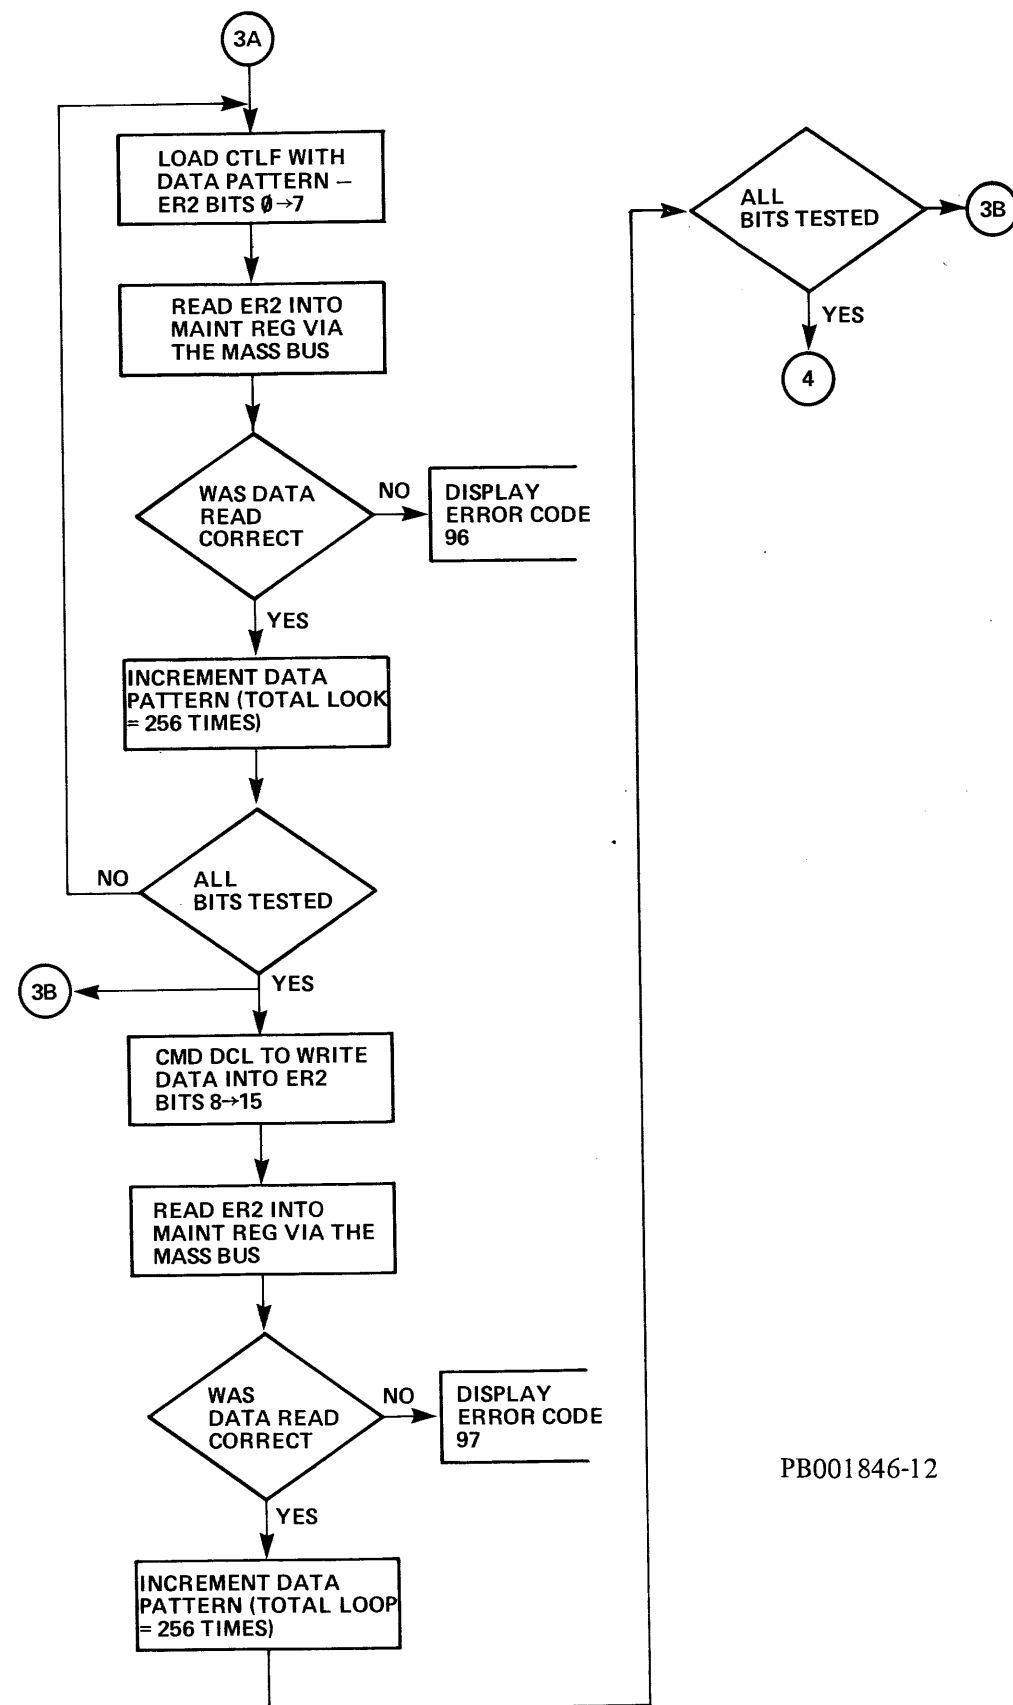 3A
LOAD CTLF WITH
DATA PATTERN —
ER2 BITS 0→7
READ ER2 INTO
MAINT REG VIA
THE MASS BUS
WAS DATA
READ
CORRECT
NO
DISPLAY
ERROR CODE
96
YES
INCREMENT DATA
PATTERN (TOTAL LOOK
= 256 TIMES)
ALL
BITS TESTED
NO
YES
3B
CMD DCL TO WRITE
DATA INTO ER2
BITS 8→15
READ ER2 INTO
MAINT REG VIA THE
MASS BUS
WAS
DATA READ
CORRECT
NO
DISPLAY
ERROR CODE
97
YES
INCREMENT DATA
PATTERN (TOTAL LOOP
= 256 TIMES)
ALL
BITS TESTED
3B
YES
4
PB001846-12